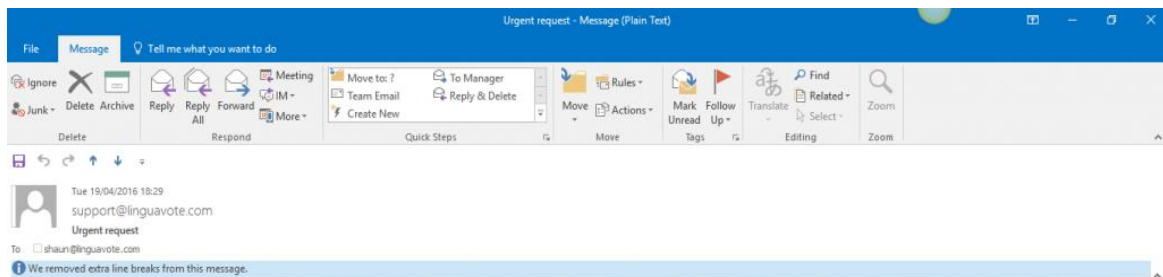 Urgent request - Message (Plain Text)
File Message Tell me what you want to do
Ignore
Junk
Delete Archive
Reply Reply All Forward
Meeting
IM
More
Move to: ? To Manager
Team Email Reply & Delete
Create New
Move
Rules
Actions
Mark Unread Follow Up
Translate
Find
Related
Select
Zoom
Delete Respond Quick Steps Move Tags Editing Zoom
Tue 19/04/2016 18:29
support@linguavote.com
Urgent request
To shaun@linguavote.com
We removed extra line breaks from this message.